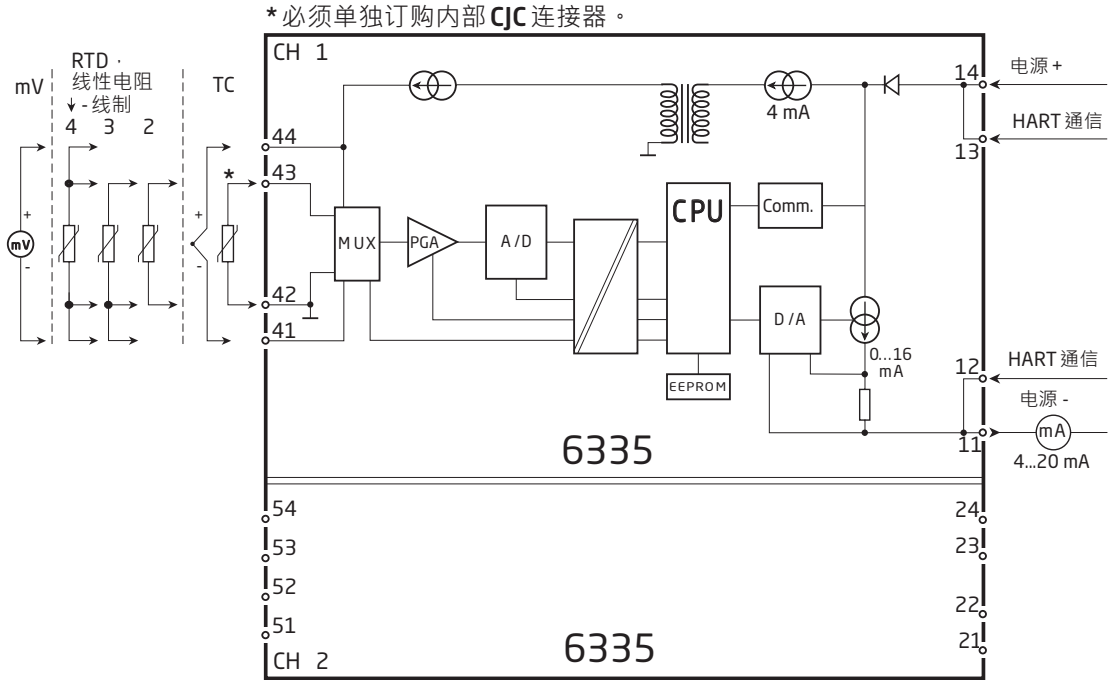 *必须单独订购内部 CJC 连接器。
CH 1
mV
RTD ·
线性电阻
-线制
4 3 2
TC
44
43
*
42
41
+
mV
-
+
-
MUX
PGA
A/D
CPU
Comm.
D/A
EEPROM
4 mA
0...16
mA
14
电源 +
HART 通信
13
12
HART 通信
电源 -
11
mA
4...20 mA
6335
54
53
52
51
24
23
22
21
6335
CH 2